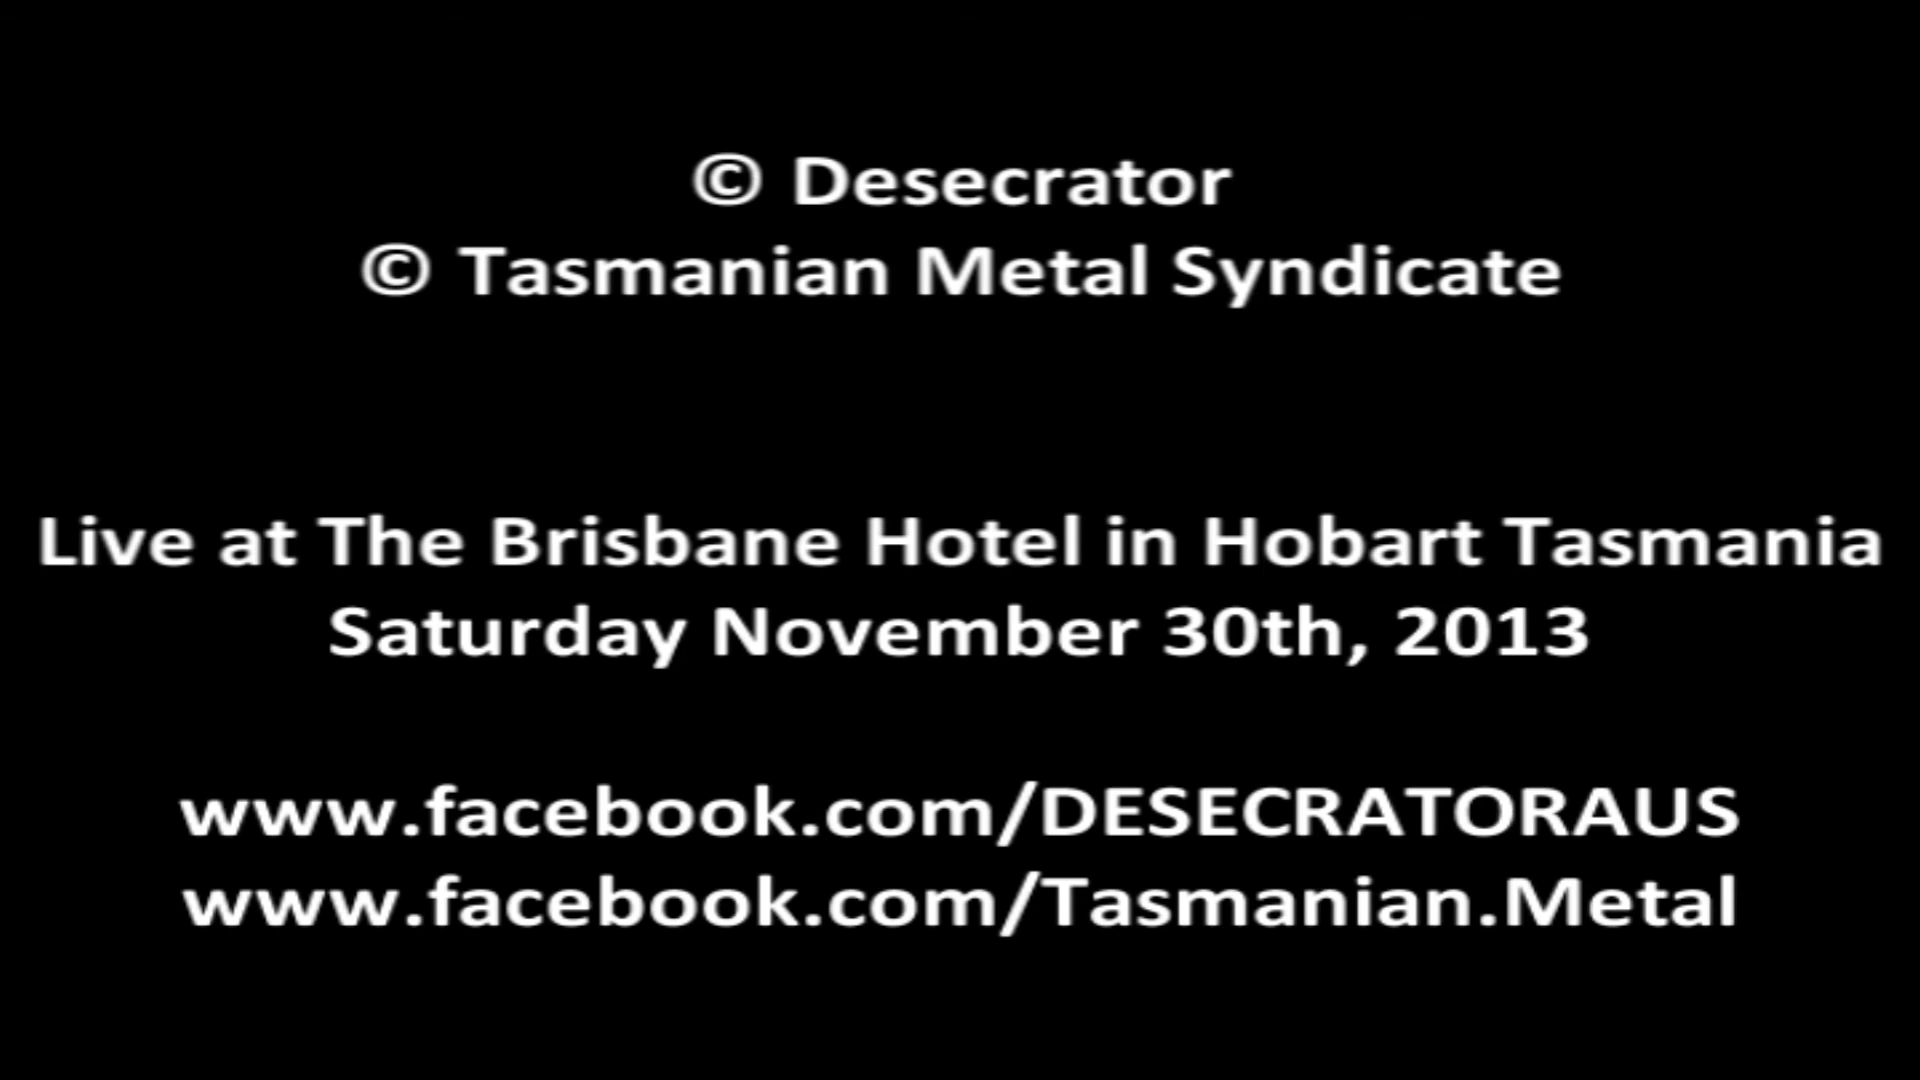 © Desecrator
© Tasmanian Metal Syndicate
Live at The Brisbane Hotel in Hobart Tasmania
Saturday November 30th, 2013
www.facebook.com/DESECRATORAUS
www.facebook.com/Tasmanian.Metal